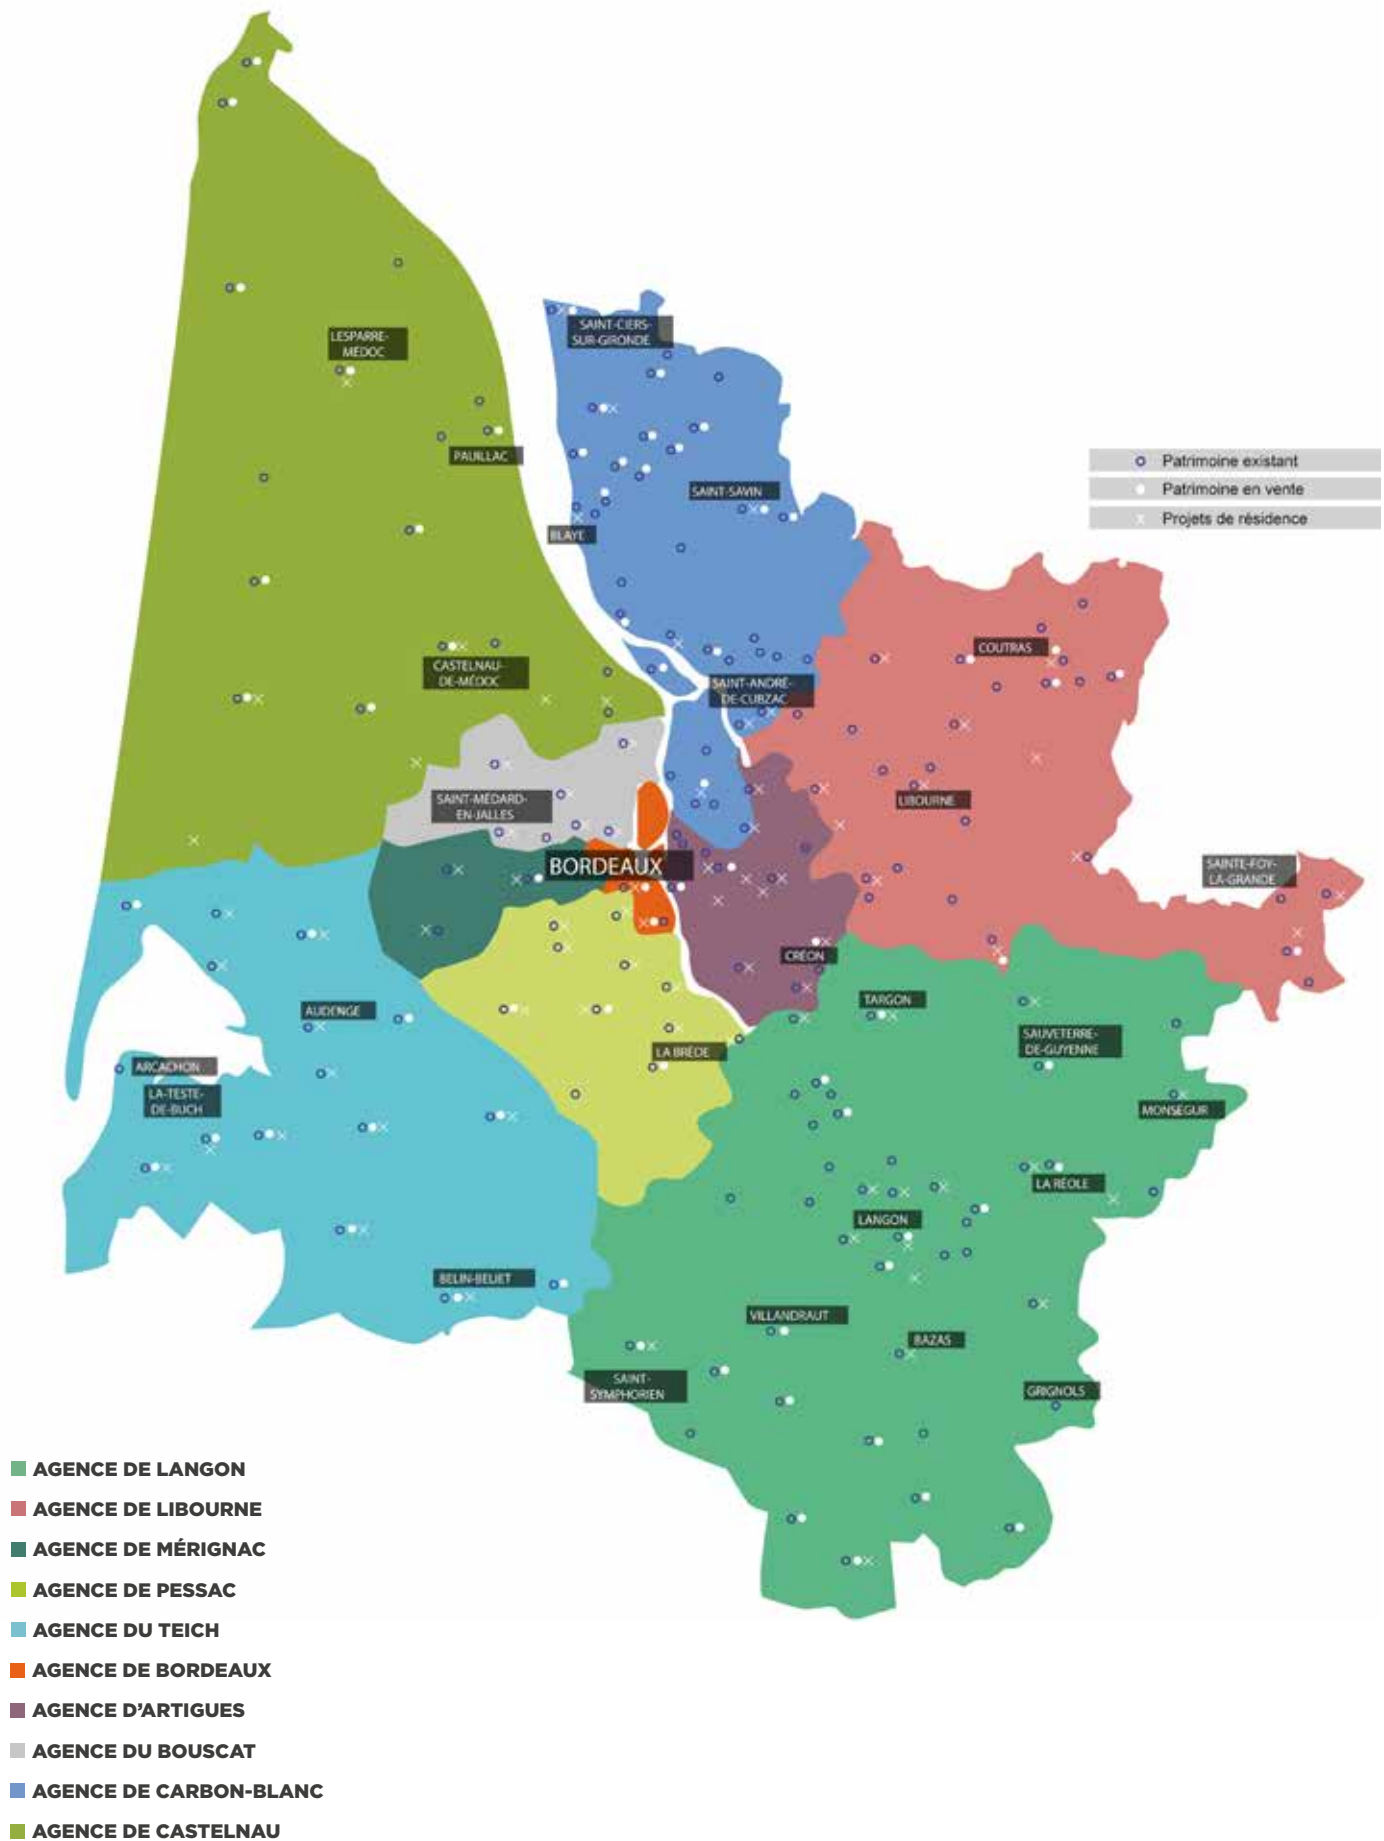 LESPARRE-
MÉDOC
SAINT-CIERS-
SUR-GIRONDE
PAUILLAC
Patrimoine existant
Patrimoine en vente
Projets de résidence
SAINT-SAVIN
BLAYE
COUTRAS
CASTELNAU-
DE-MÉDOC
SAINT-ANDRÉ-
DE-CUBZAC
SAINT-MÉDARD-
EN-JALLES
LIBOURNE
BORDEAUX
SAINTE-FOY-
LA-GRANDE
CRÉON
TARGON
AUDENGE
SAUVETERRE-
DE-GUYENNE
LA BRÈDE
ARCACHON
LA-TESTE-
DE-BUCH
MONSÉGUR
LA RÉOLE
LANGON
BELIN-BELIET
VILLANDRAUT
BAZAS
SAINT-
SYMPHORIEN
GRIGNOLS
AGENCE DE LANGON
AGENCE DE LIBOURNE
AGENCE DE MÉRIGNAC
AGENCE DE PESSAC
AGENCE DU TEICH
AGENCE DE BORDEAUX
AGENCE D'ARTIGUES
AGENCE DU BOUSCAT
AGENCE DE CARBON-BLANC
AGENCE DE CASTELNAU